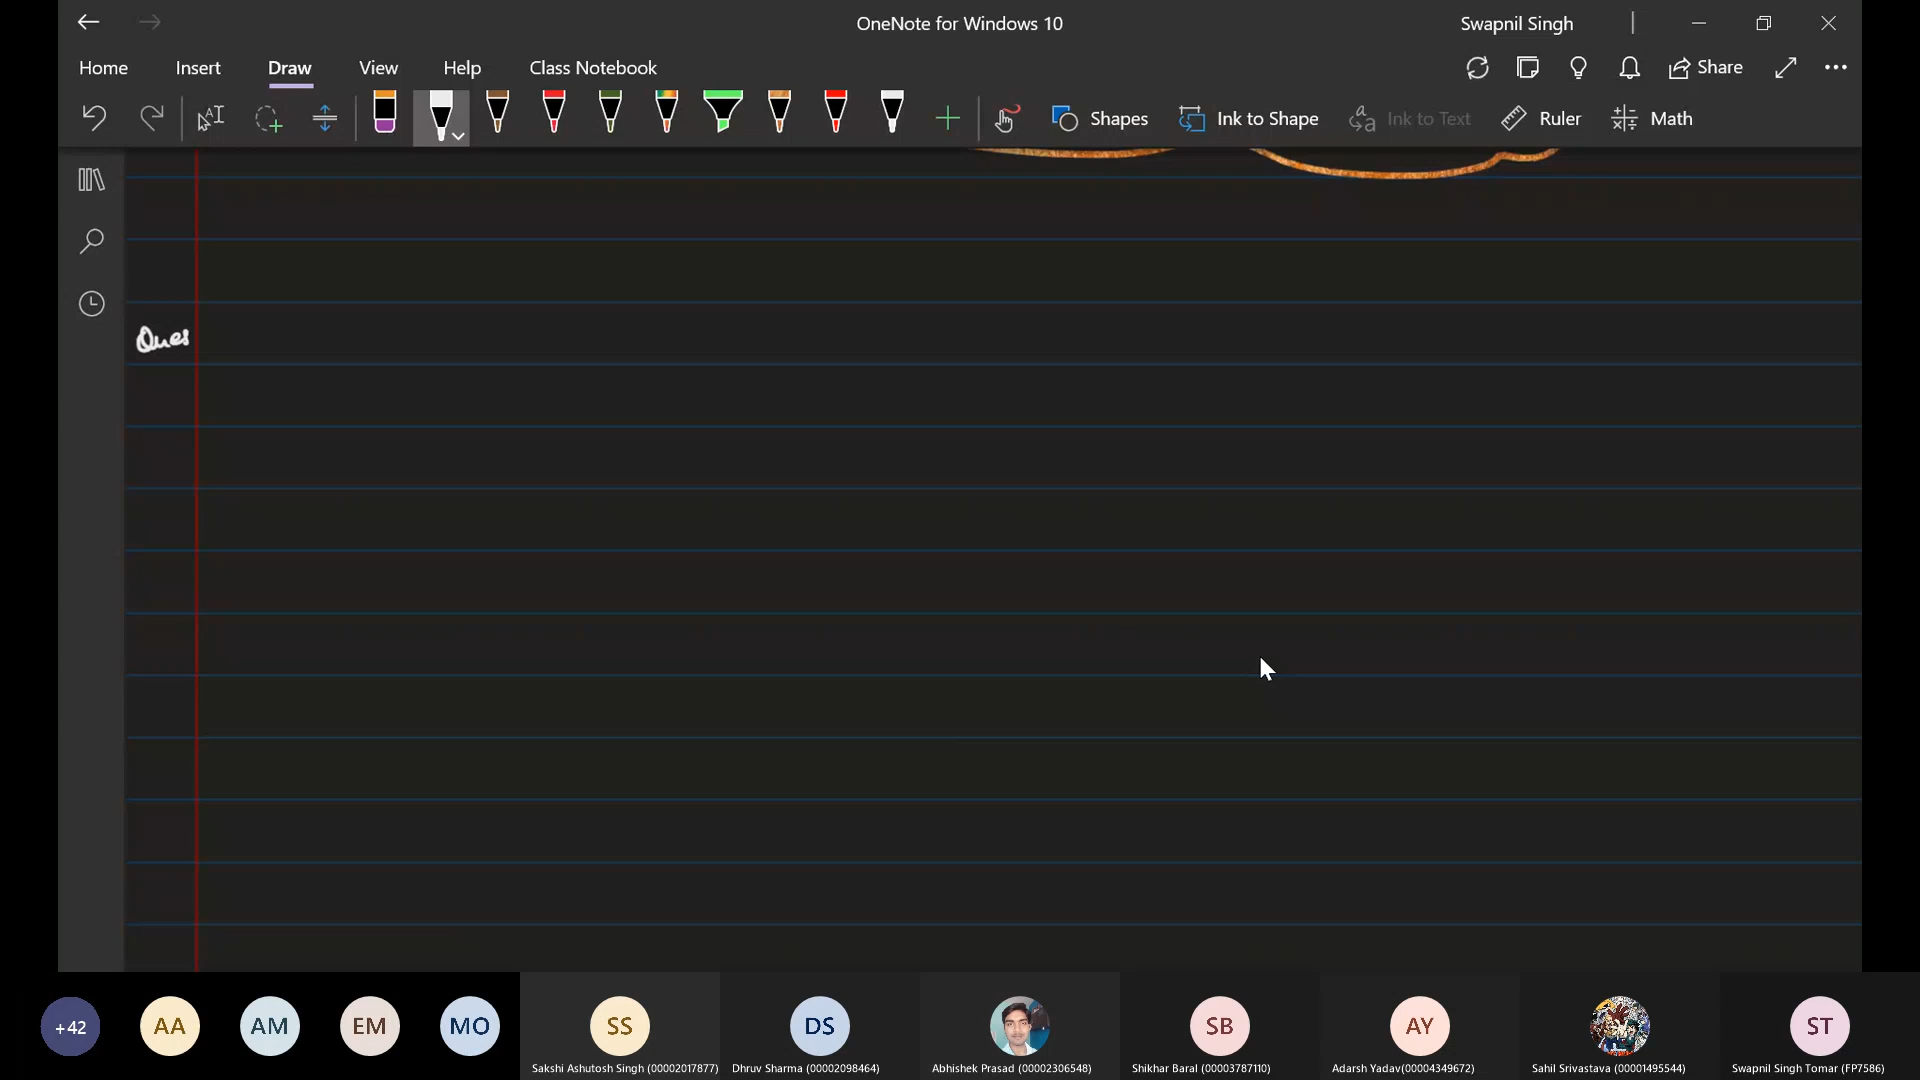 OneNote for Windows 10
Swapnil Singh
Home Insert Draw View Help Class Notebook
Share
Shapes Ink to Shape Ink to Text Ruler Math
Ques
+42 AA AM EM MO SS DS SB AY ST
Sakshi Ashutosh Singh (00002017877) Dhruv Sharma (00002098464) Abhishek Prasad (00002306548) Shikhar Baral (00003787110) Adarsh Yadav(00004349672) Sahil Srivastava (00001495544) Swapnil Singh Tomar (FP7586)